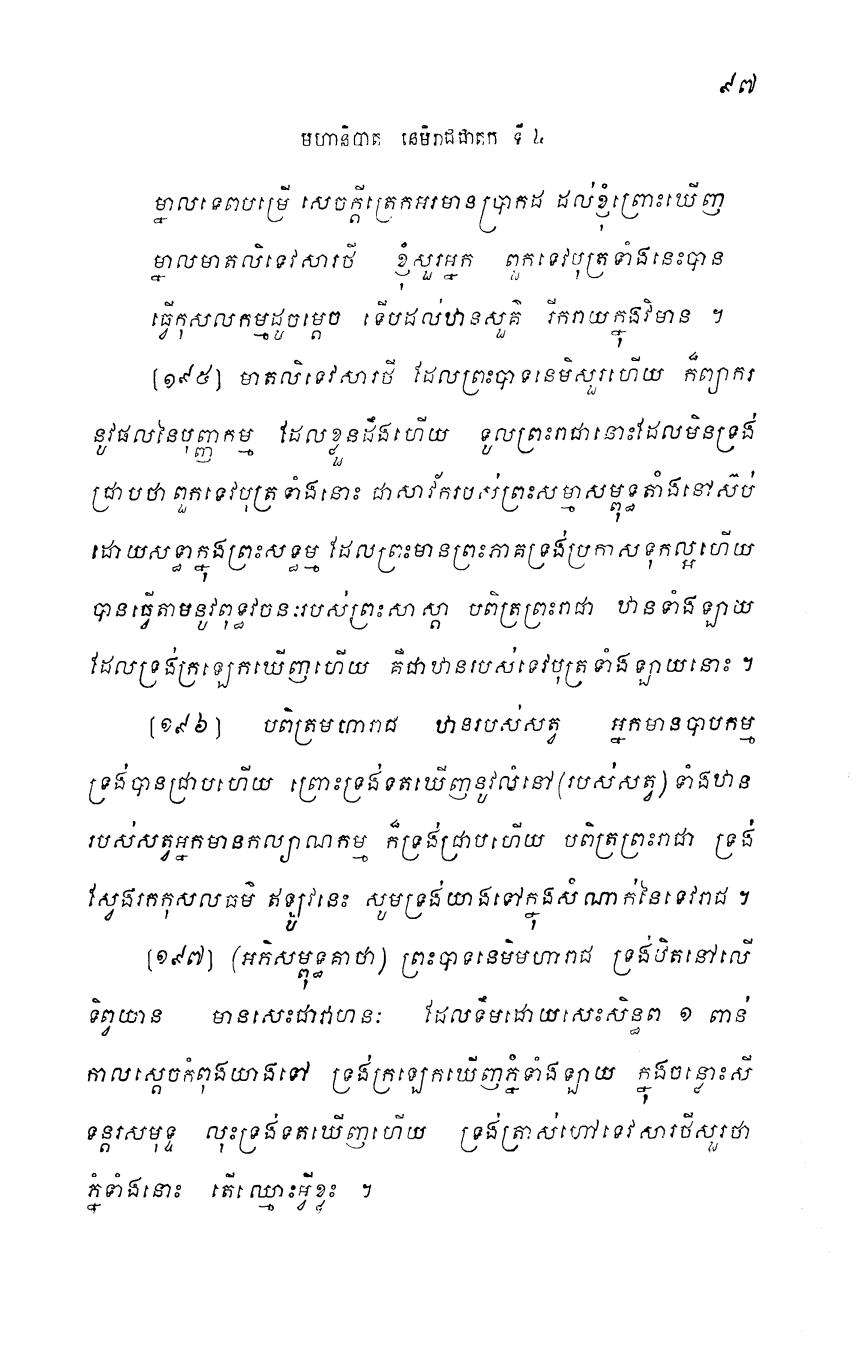 ៩៧
មហានិបាត នេមិរាជជាតក ទី ៤
ម្នាលទេពបម្រើ សេចក្តីត្រេកអរមានប្រាកដ ដល់ខ្ញុំព្រោះឃើញ
ម្នាលមាតលិទេវសារថី ខ្ញុំសួរអ្នក ពួកទេវបុត្រទាំងនេះបាន
ធ្វើកុសលកម្មដូចម្តេច ទើបដល់ឋានសួគ៌ រីករាយក្នុងវិមាន ។
[១៩៥] មាតលិទេវសារថី ដែលព្រះបាទនេមិសួរហើយ ក៏ព្យាករ
នូវផលនៃបុញ្ញកម្ម ដែលខ្លួនដឹងហើយ ទូលព្រះរាជានោះដែលមិនទ្រង់
ជ្រាបថា ពួកទេវបុត្រទាំងនោះ ជាសាវ័ករបស់ព្រះសម្មាសម្ពុទ្ធតាំងនៅស៊ប់
ដោយសទ្ធាក្នុងព្រះសទ្ធម្ម ដែលព្រះមានព្រះភាគទ្រង់ប្រកាសទុកល្អហើយ
បានធ្វើតាមនូវពុទ្ធវចនៈរបស់ព្រះសាស្តា បពិត្រព្រះរាជា ឋានទាំងឡាយ
ដែលទ្រង់ក្រឡេកឃើញហើយ គឺជាឋានរបស់ទេវបុត្រទាំងឡាយនោះ ។
[១៩៦] បពិត្រមហារាជ ឋានរបស់សត្វ អ្នកមានបាបកម្ម
ទ្រង់បានជ្រាបហើយ ព្រោះទ្រង់ទតឃើញនូវលំនៅ (របស់សត្វ) ទាំងឋាន
របស់សត្វអ្នកមានកល្យាណកម្ម ក៏ទ្រង់ជ្រាបហើយ បពិត្រព្រះរាជា ទ្រង់
ស្វែងរកកុសលធម៌ ឥឡូវនេះ សូមទ្រង់យាងទៅក្នុងសំណាក់នៃទេវរាជ ។
[១៩៧] (អភិសម្ពុទ្ធគាថា) ព្រះបាទនេមិមហារាជ ទ្រង់ឋិតនៅលើ
ទិព្វយាន មានសេះជាវាហនៈ ដែលទឹមដោយសេះសិន្ធព ១ ពាន់
កាលស្តេចកំពុងយាងទៅ ទ្រង់ក្រឡេកឃើញភ្នំទាំងឡាយ ក្នុងចន្លោះសី
ទន្តរសមុទ្ទ លុះទ្រង់ទតឃើញហើយ ទ្រង់ត្រាស់ហៅទេវសារថីសួរថា
ភ្នំទាំងនោះ តើឈ្មោះអ្វីខ្លះ ។